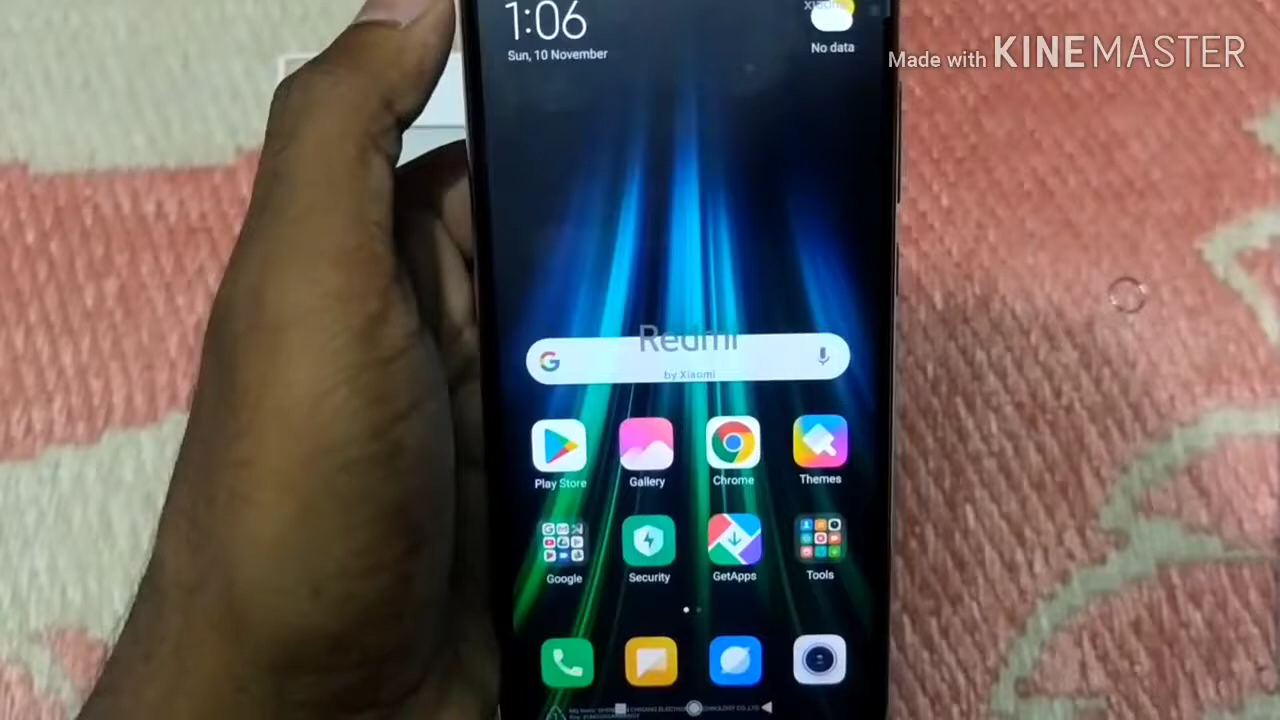 1:06
Sun, 10 November
xiaomi
No data
Made with KINEMASTER
Redmi
by Xiaomi
Play Store
Gallery
Chrome
Themes
Google
Security
GetApps
Tools